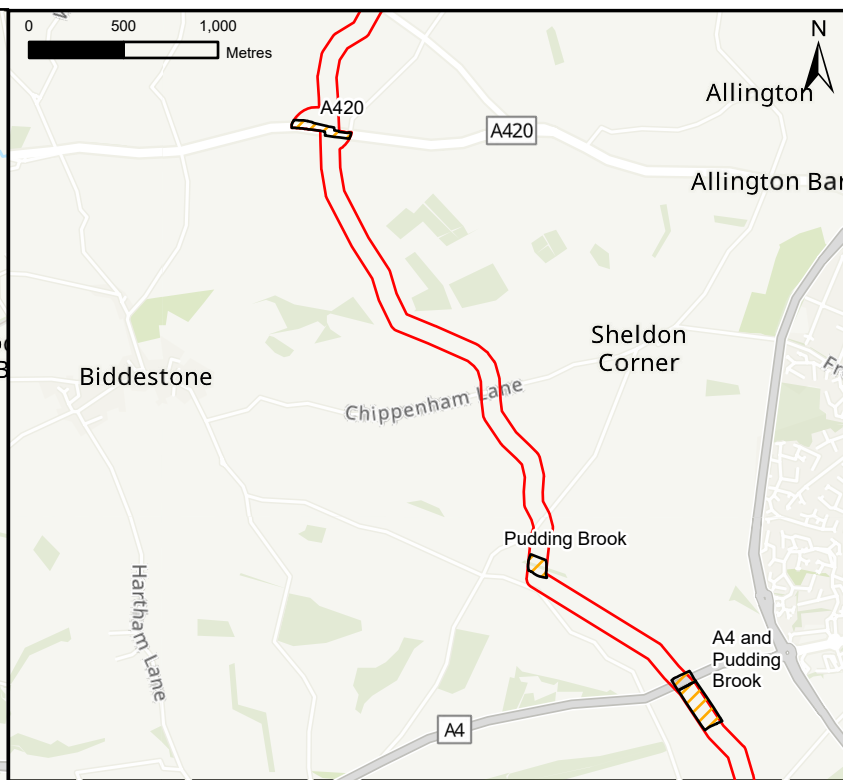 0 500 1,000
Metres
N
Allington
A420
A420
Allington Bar
Sheldon
Corner
Biddestone
Chippenham Lane
Pudding Brook
Hartham Lane
A4 and
Pudding
Brook
A4